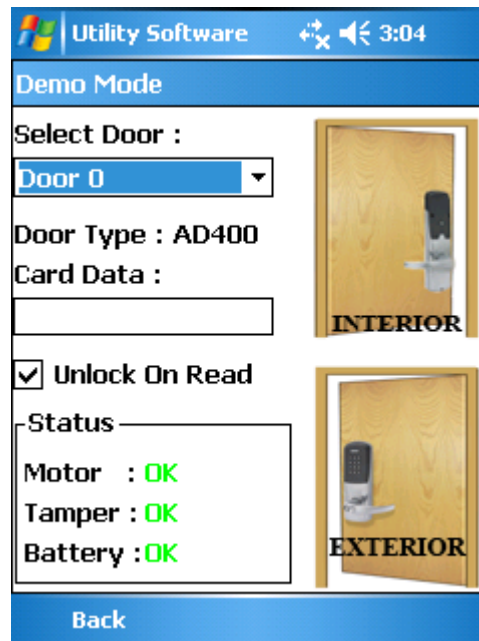 Utility Software 3:04
Demo Mode
Select Door :
Door 0
Door Type : AD400
Card Data :
INTERIOR
Unlock On Read
Status
Motor : OK
Tamper : OK
Battery : OK
EXTERIOR
Back